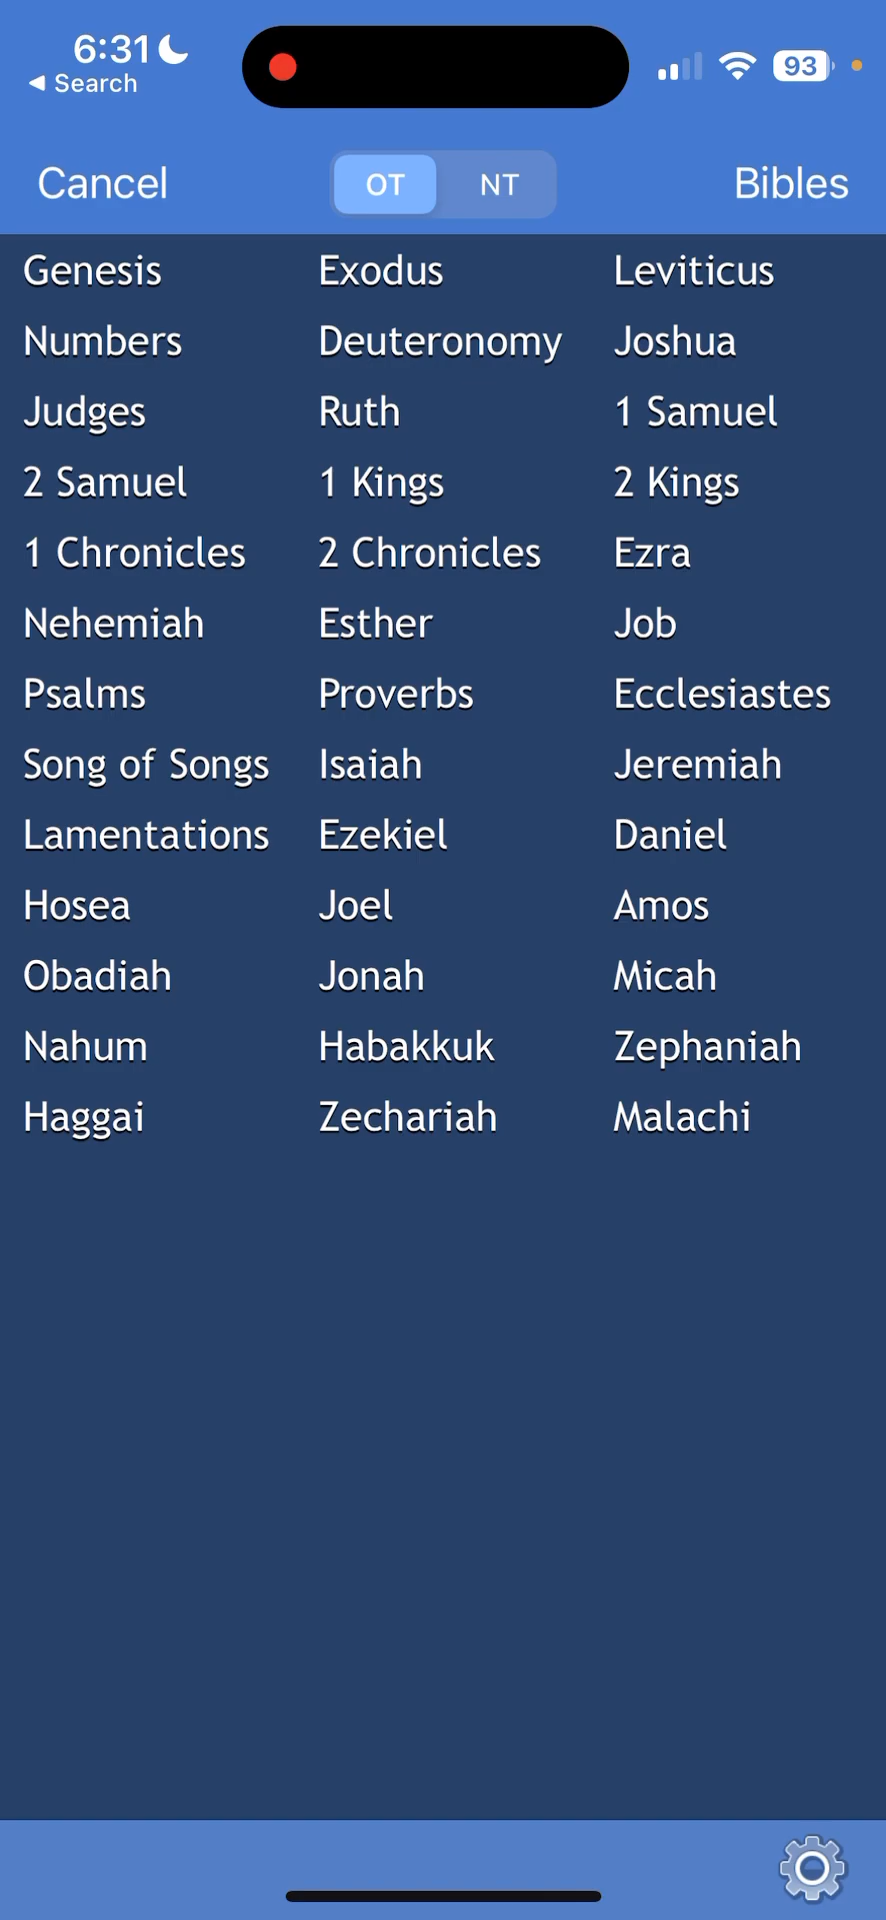 6:31
Search
93
Cancel OT NT Bibles
Genesis Exodus Leviticus
Numbers Deuteronomy Joshua
Judges Ruth 1 Samuel
2 Samuel 1 Kings 2 Kings
1 Chronicles 2 Chronicles Ezra
Nehemiah Esther Job
Psalms Proverbs Ecclesiastes
Song of Songs Isaiah Jeremiah
Lamentations Ezekiel Daniel
Hosea Joel Amos
Obadiah Jonah Micah
Nahum Habakkuk Zephaniah
Haggai Zechariah Malachi